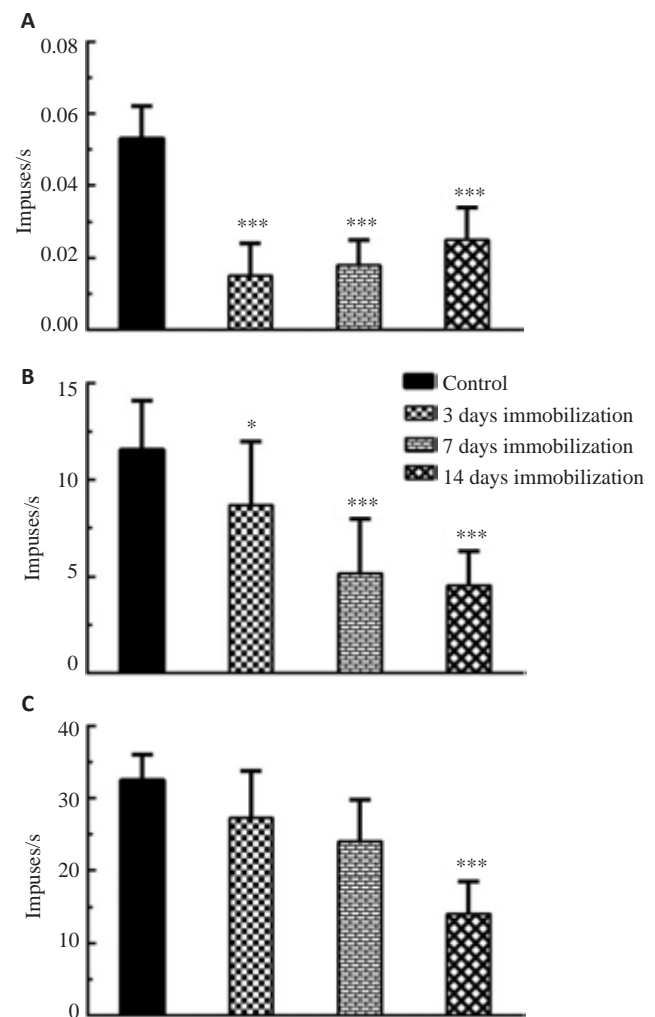 A
0.08
0.06
0.04
0.02
0.00
Impuses/s
***
***
***
B
15
10
5
0
Impuses/s
*
***
***
Control
3 days immobilization
7 days immobilization
14 days immobilization
C
40
30
20
10
0
Impuses/s
***